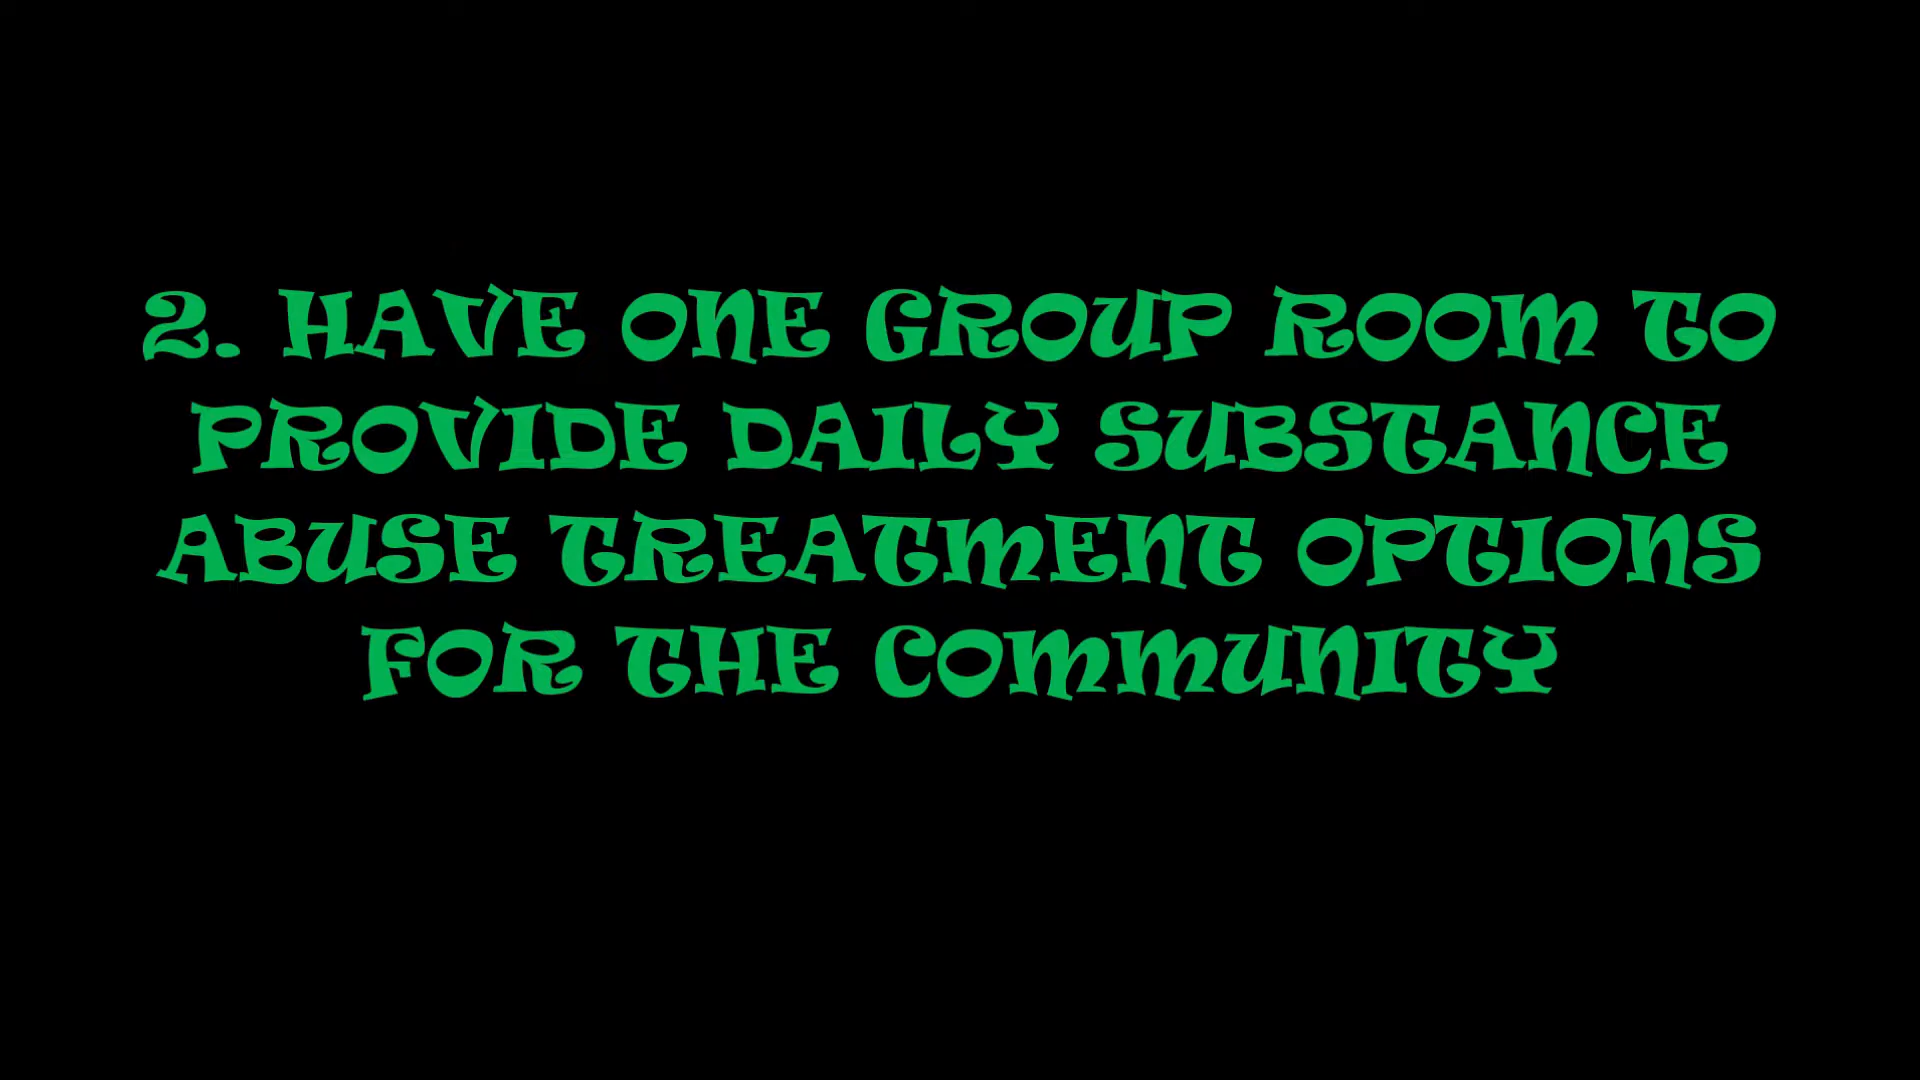 2. HAVE ONE GROUP ROOM TO
PROVIDE DAILY SUBSTANCE
ABUSE TREATMENT OPTIONS
FOR THE COMMUNITY